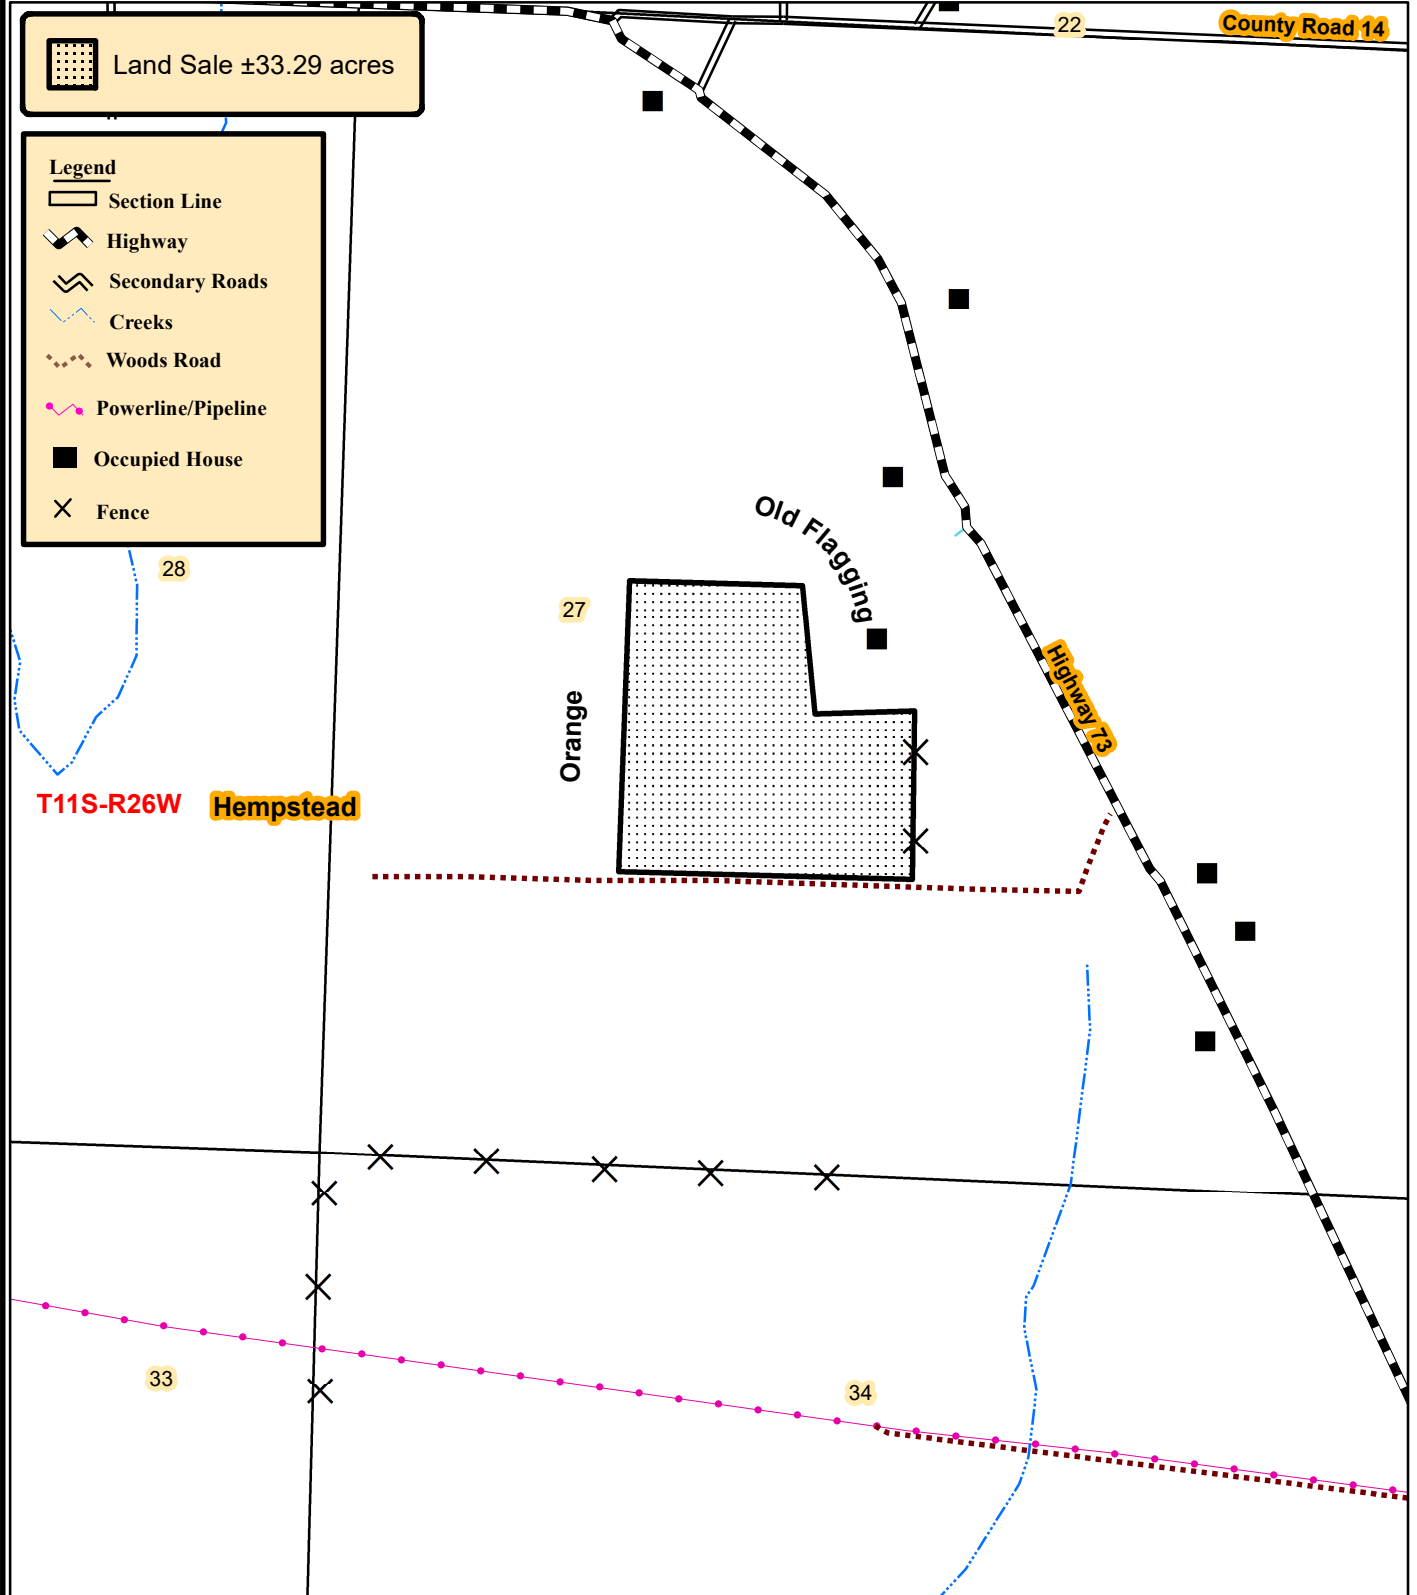 22
County Road 14
Land Sale ±33.29 acres
Legend
Section Line
Highway
Secondary Roads
Creeks
Woods Road
Powerline/Pipeline
Occupied House
Fence
28
Old Flagging
27
Highway 73
Orange
T11S-R26W
Hempstead
33
34